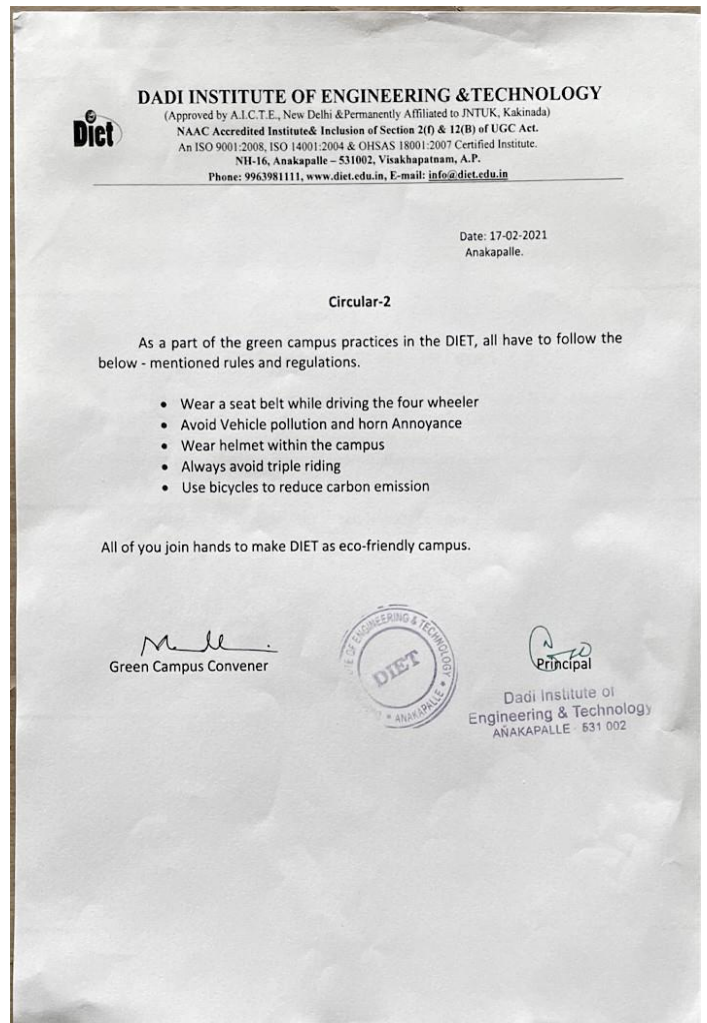 DADI INSTITUTE OF ENGINEERING &TECHNOLOGY
(Approved by A.I.C.T.E., New Delhi &Permanently Affiliated to JNTUK, Kakinada)
Diet
NAAC Accredited Institute& Inclusion of Section 2(f) & 12(B) of UGC Act.
An ISO 9001:2008, ISO 14001:2004 & OHSAS 18001:2007 Certified Institute.
NH-16, Anakapalle – 531002, Visakhapatnam, A.P.
Phone: 9963981111, www.diet.edu.in, E-mail: info@diet.edu.in
Date: 17-02-2021
Anakapalle.
Circular-2
As a part of the green campus practices in the DIET, all have to follow the
below - mentioned rules and regulations.
• Wear a seat belt while driving the four wheeler
• Avoid Vehicle pollution and horn Annoyance
• Wear helmet within the campus
• Always avoid triple riding
• Use bicycles to reduce carbon emission
All of you join hands to make DIET as eco-friendly campus.
Green Campus Convener
OF ENGINEERING & TECHNOLOGY
DIET
• ANAKAPALLE •
Principal
Dadi Institute of
Engineering & Technology
ANAKAPALLE - 531 002